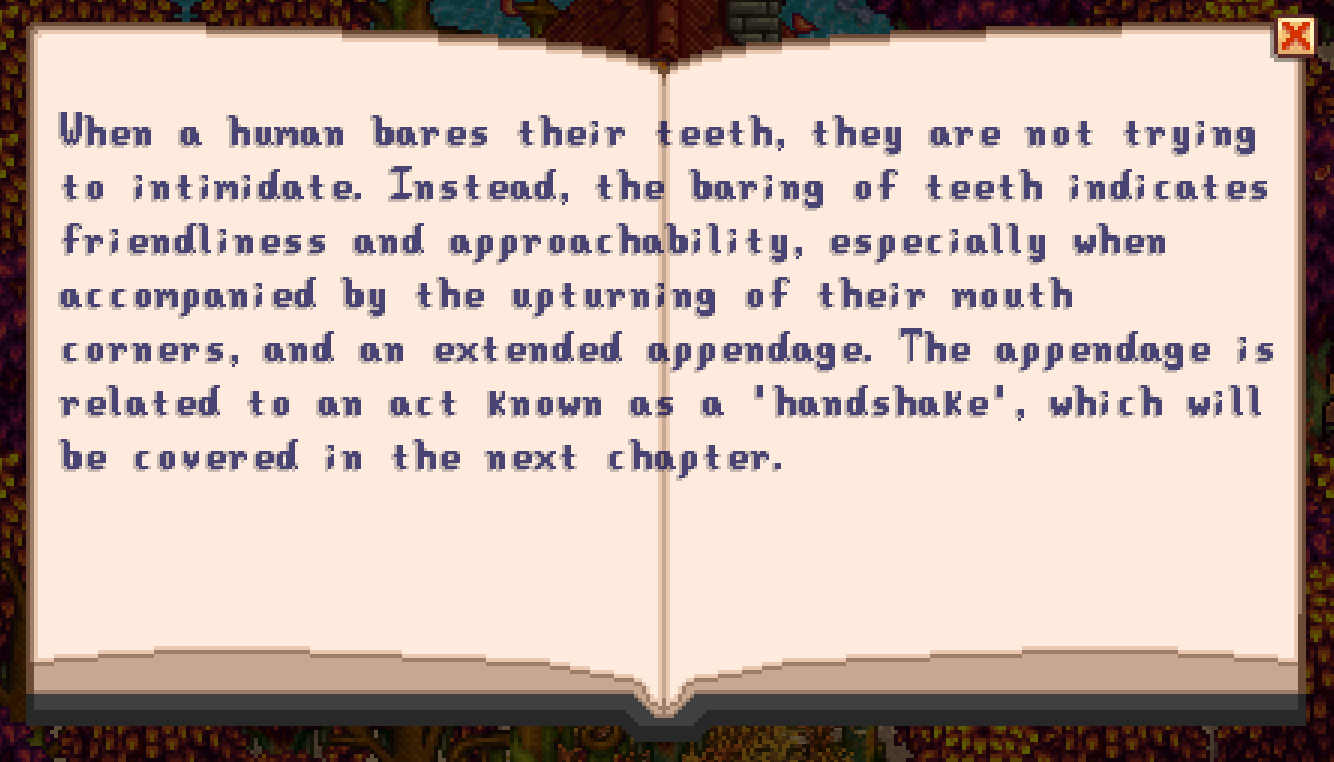 When a human bares their teeth, they are not trying
to intimidate. Instead, the baring of teeth indicates
friendliness and approachability, especially when
accompanied by the upturning of their mouth
corners, and an extended appendage. The appendage is
related to an act known as a 'handshake', which will
be covered in the next chapter.